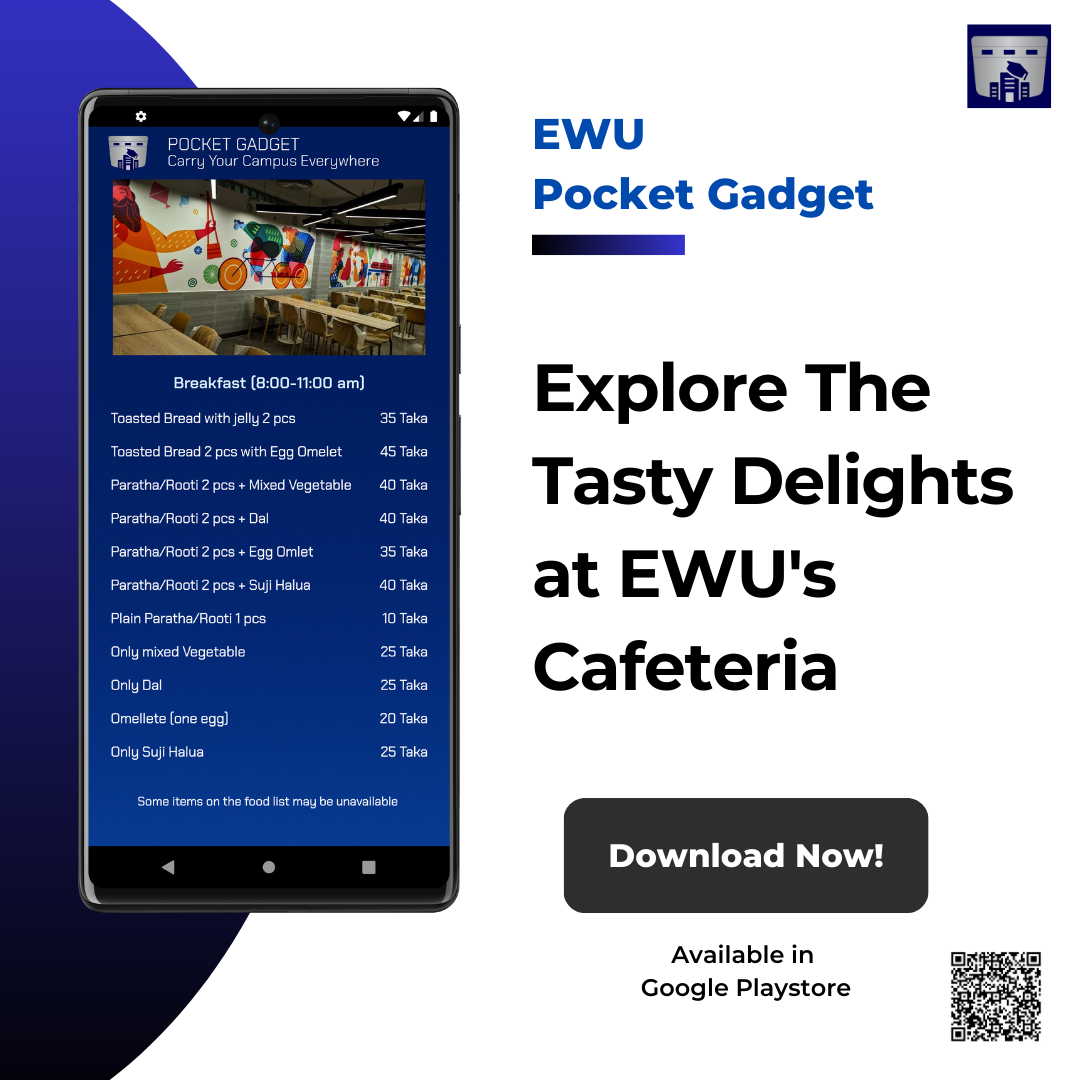 POCKET GADGET
Carry Your Campus Everywhere
Breakfast (8:00-11:00 am)
Toasted Bread with jelly 2 pcs 35 Taka
Toasted Bread 2 pcs with Egg Omelet 45 Taka
Paratha/Rooti 2 pcs + Mixed Vegetable 40 Taka
Paratha/Rooti 2 pcs + Dal 40 Taka
Paratha/Rooti 2 pcs + Egg Omlet 35 Taka
Paratha/Rooti 2 pcs + Suji Halua 40 Taka
Plain Paratha/Rooti 1 pcs 10 Taka
Only mixed Vegetable 25 Taka
Only Dal 25 Taka
Omellete (one egg) 20 Taka
Only Suji Halua 25 Taka
Some items on the food list may be unavailable
EWU
Pocket Gadget
Explore The
Tasty Delights
at EWU's
Cafeteria
Download Now!
Available in
Google Playstore